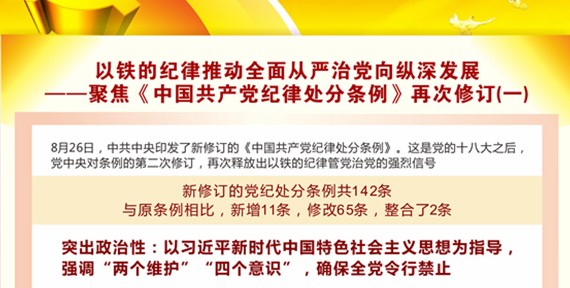 以铁的纪律推动全面从严治党向纵深发展
——聚焦《中国共产党纪律处分条例》再次修订(一)
8月26日，中共中央印发了新修订的《中国共产党纪律处分条例》。这是党的十八大之后，
党中央对条例的第二次修订，再次释放出以铁的纪律管党治党的强烈信号
新修订的党纪处分条例共142条
与原条例相比，新增11条，修改65条，整合了2条
突出政治性：以习近平新时代中国特色社会主义思想为指导，
强调“两个维护”“四个意识”，确保全党令行禁止